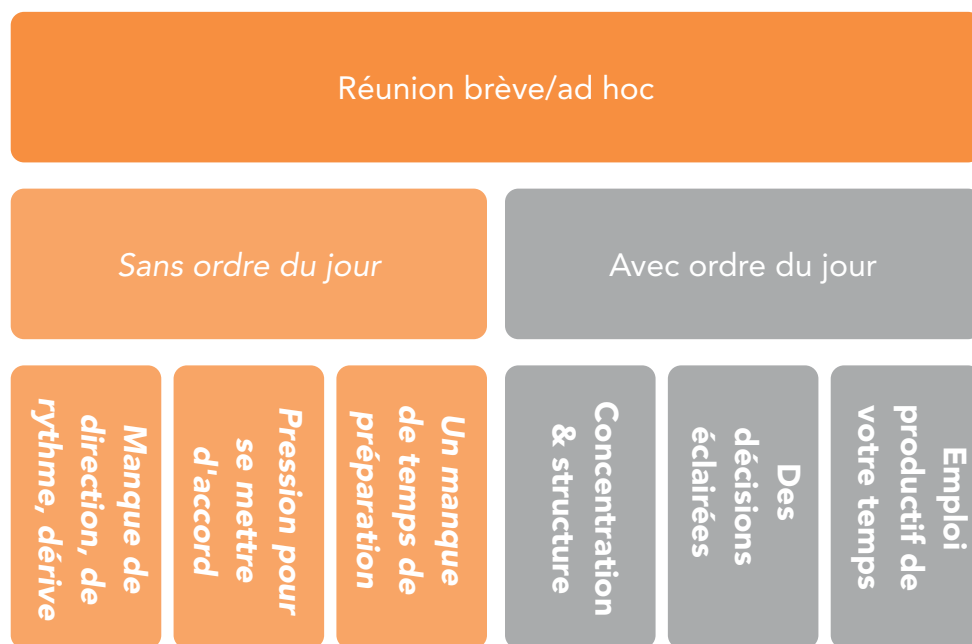 Réunion brève/ad hoc
Sans ordre du jour
Avec ordre du jour
Manque de
direction, de
rythme, dérive
Pression pour
se mettre
d'accord
Un manque
de temps de
préparation
Concentration
& structure
Des
décisions
éclairées
Emploi
productif de
votre temps